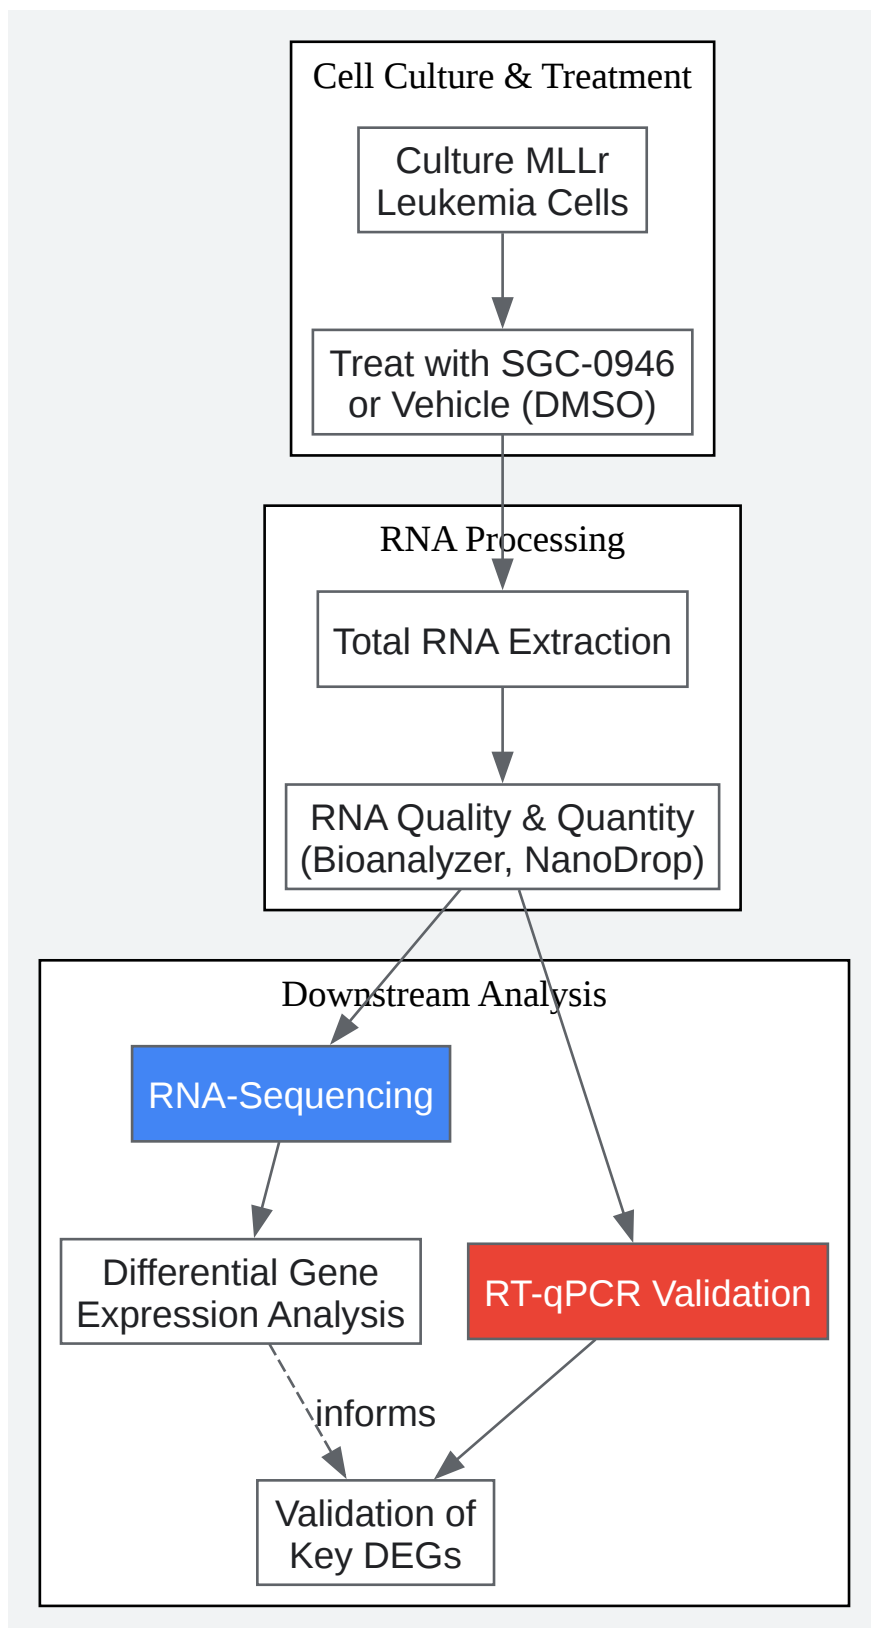 Cell Culture & Treatment
Culture MLLr
Leukemia Cells
Treat with SGC-0946
or Vehicle (DMSO)
RNA Processing
Total RNA Extraction
RNA Quality & Quantity
(Bioanalyzer, NanoDrop)
Downstream Analysis
RNA-Sequencing
Differential Gene
Expression Analysis
RT-qPCR Validation
informs
Validation of
Key DEGs